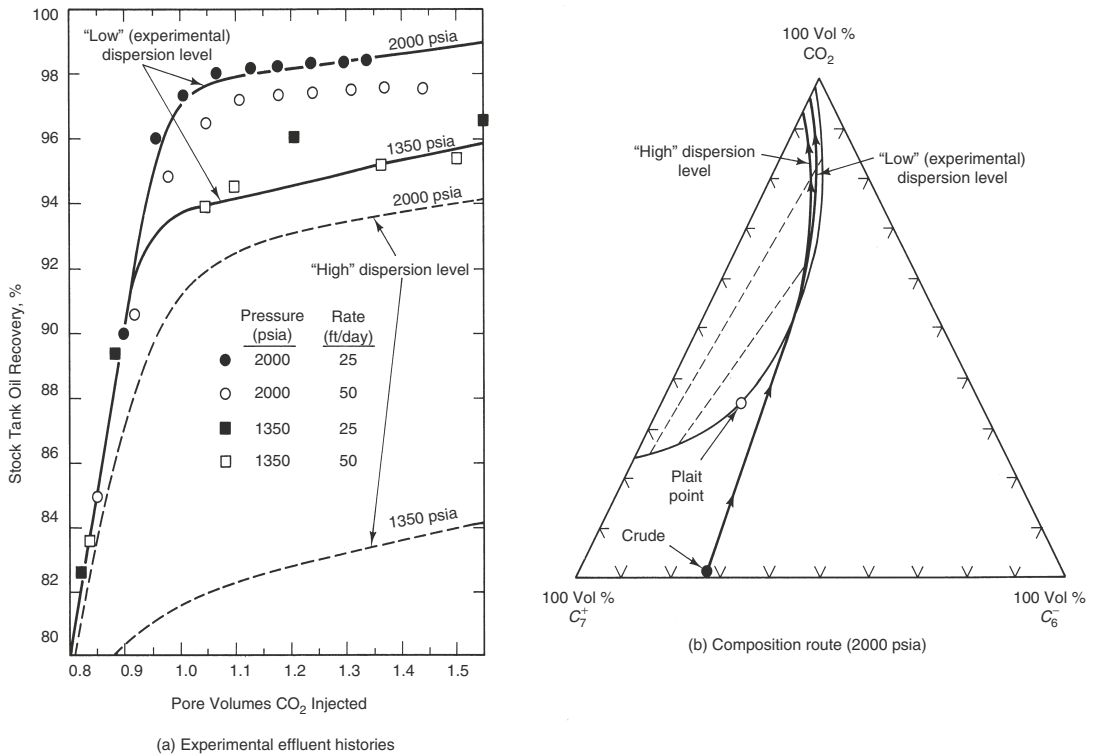 100
98
96
94
92
90
88
86
84
82
80
Stock Tank Oil Recovery, %
"Low" (experimental)
dispersion level
2000 psia
1350 psia
2000 psia
"High" dispersion level
Pressure
(psia)
Rate
(ft/day)
2000 25
2000 50
1350 25
1350 50
1350 psia
0.8 0.9 1.0 1.1 1.2 1.3 1.4 1.5
Pore Volumes CO2 Injected
(a) Experimental effluent histories
100 Vol %
CO2
"High" dispersion
level
"Low" (experimental)
dispersion level
Plait
point
Crude
100 Vol %
C7+
100 Vol %
C6−
(b) Composition route (2000 psia)